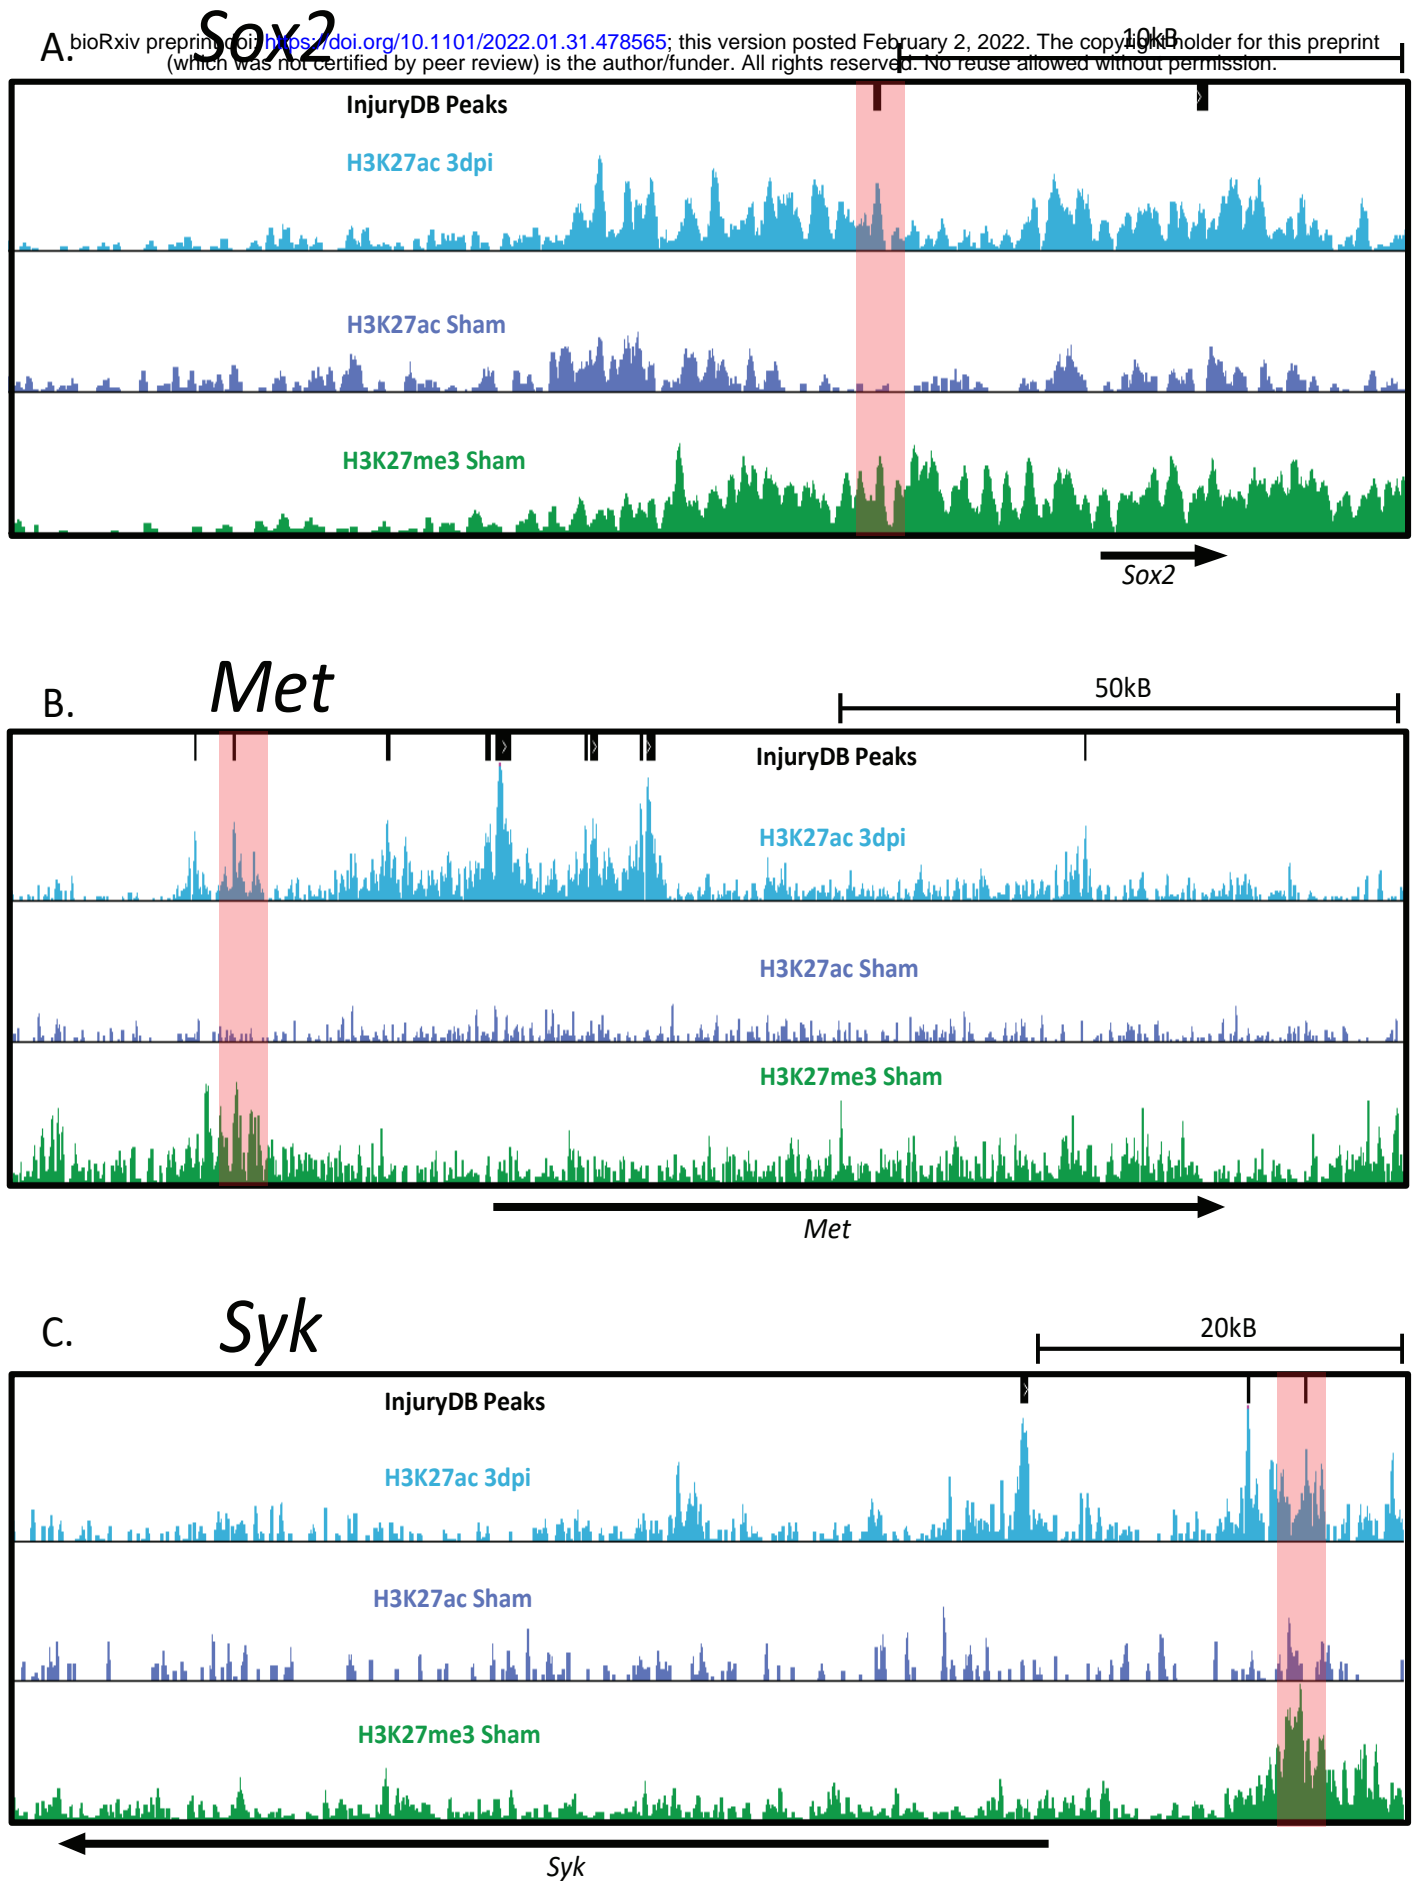 A.
Sox2
bioRxiv preprint doi: https://doi.org/10.1101/2022.01.31.478565; this version posted February 2, 2022. The copyright holder for this preprint
(which was not certified by peer review) is the author/funder. All rights reserved. No reuse allowed without permission.
10kB
InjuryDB Peaks
H3K27ac 3dpi
H3K27ac Sham
H3K27me3 Sham
Sox2
B.
Met
50kB
InjuryDB Peaks
H3K27ac 3dpi
H3K27ac Sham
H3K27me3 Sham
Met
C.
Syk
20kB
InjuryDB Peaks
H3K27ac 3dpi
H3K27ac Sham
H3K27me3 Sham
Syk